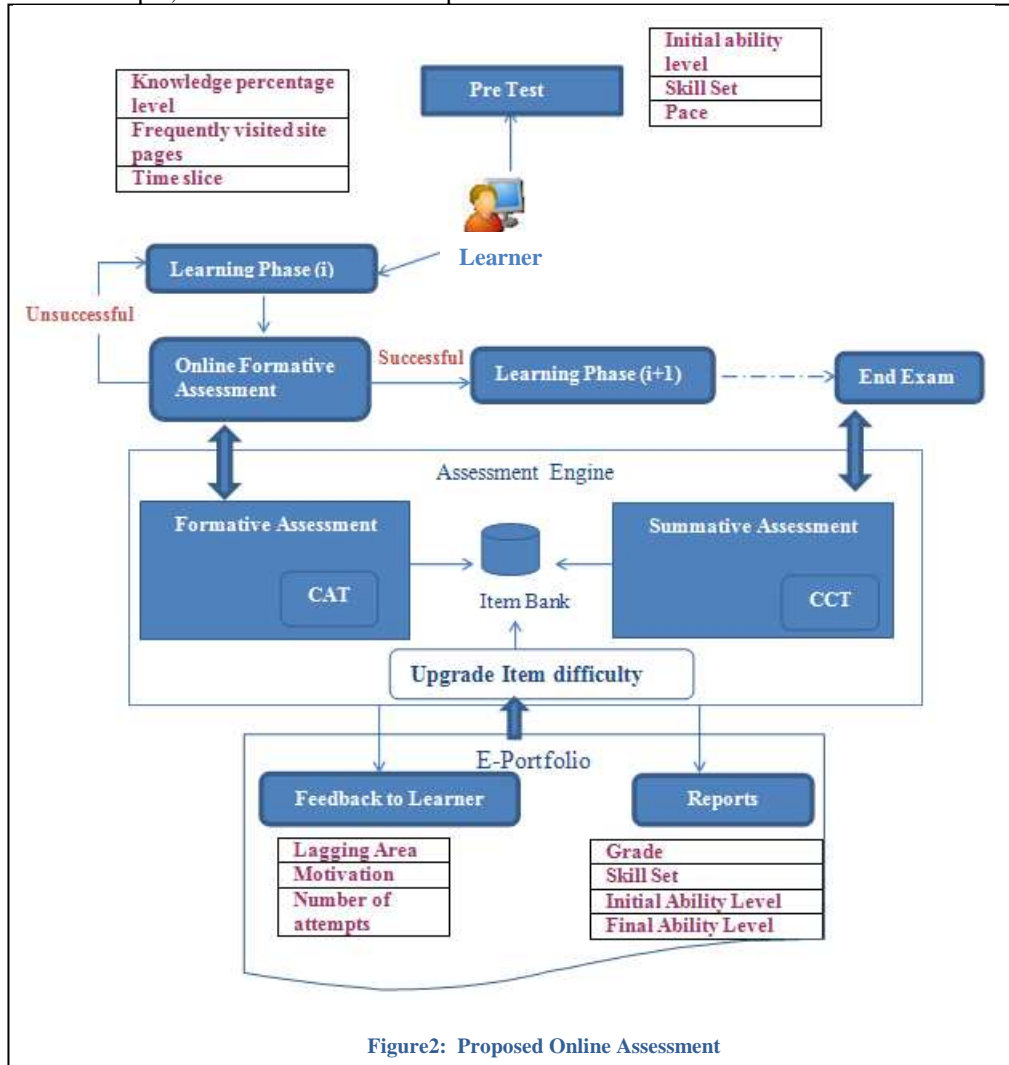 Initial ability
level
Skill Set
Pace
Knowledge percentage
level
Frequently visited site
pages
Time slice
Pre Test
Learner
Learning Phase (i)
Unsuccessful
Online Formative
Assessment
Successful
Learning Phase (i+1)
End Exam
Assessment Engine
Formative Assessment
CAT
Item Bank
Summative Assessment
CCT
Upgrade Item difficulty
E-Portfolio
Feedback to Learner
Reports
Lagging Area
Motivation
Number of
attempts
Grade
Skill Set
Initial Ability Level
Final Ability Level
Figure2: Proposed Online Assessment